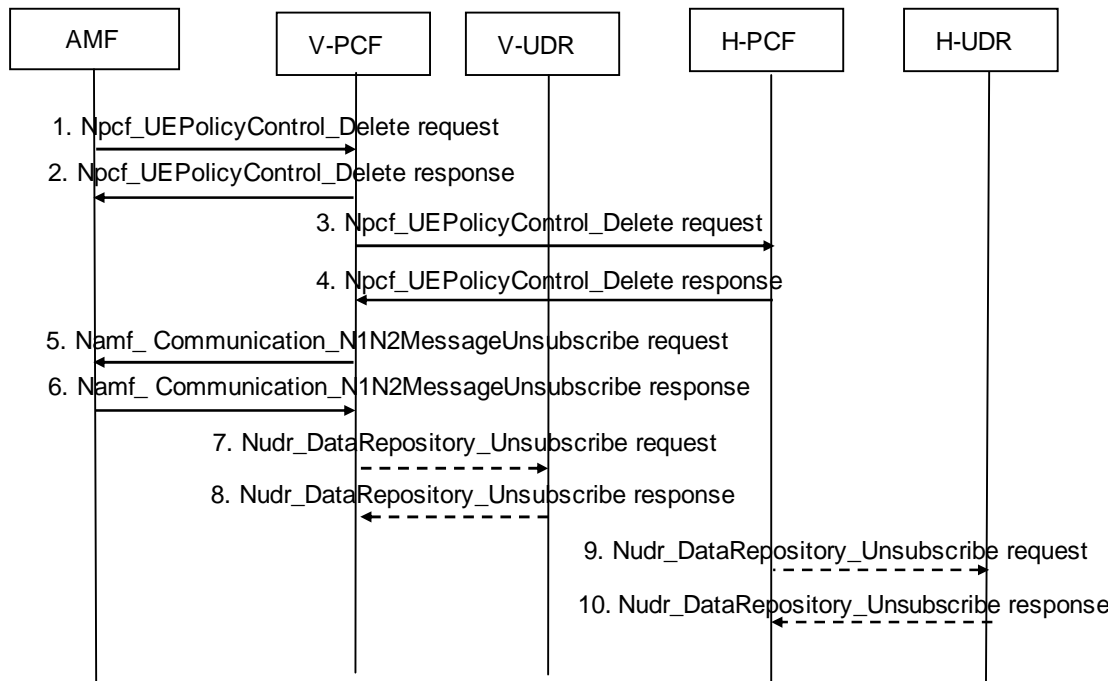 AMF
V-PCF
V-UDR
H-PCF
H-UDR
1. Npcf_UEPolicyControl_Delete request
2. Npcf_UEPolicyControl_Delete response
3. Npcf_UEPolicyControl_Delete request
4. Npcf_UEPolicyControl_Delete response
5. Namf_ Communication_N1N2MessageUnsubscribe request
6. Namf_ Communication_N1N2MessageUnsubscribe response
7. Nudr_DataRepository_Unsubscribe request
8. Nudr_DataRepository_Unsubscribe response
9. Nudr_DataRepository_Unsubscribe request
10. Nudr_DataRepository_Unsubscribe response